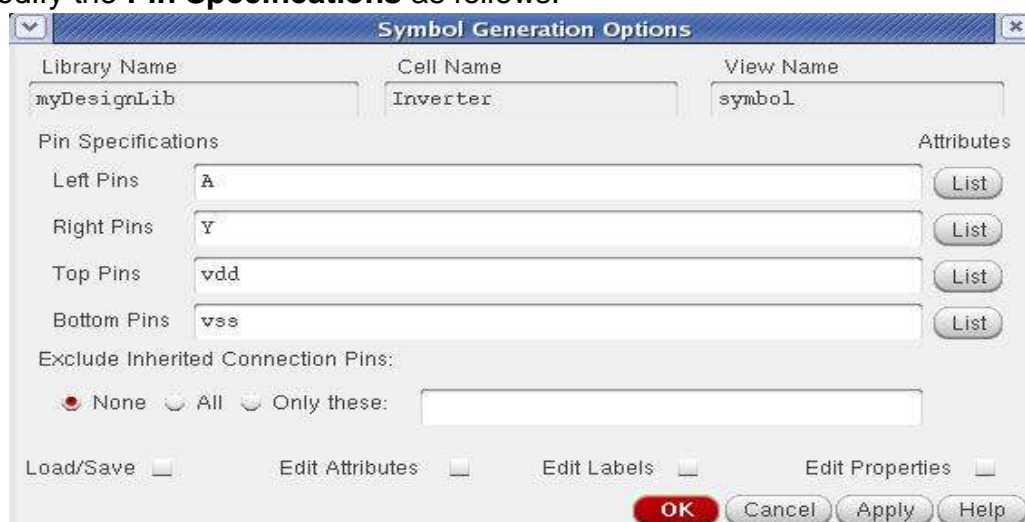 Pin Specifications as follows:
Symbol Generation Options
Library Name Cell Name View Name
myDesignLib Inverter symbol
Pin Specifications Attributes
Left Pins A List
Right Pins Y List
Top Pins vdd List
Bottom Pins vss List
Exclude Inherited Connection Pins:
None All Only these:
Load/Save Edit Attributes Edit Labels Edit Properties
OK Cancel Apply Help